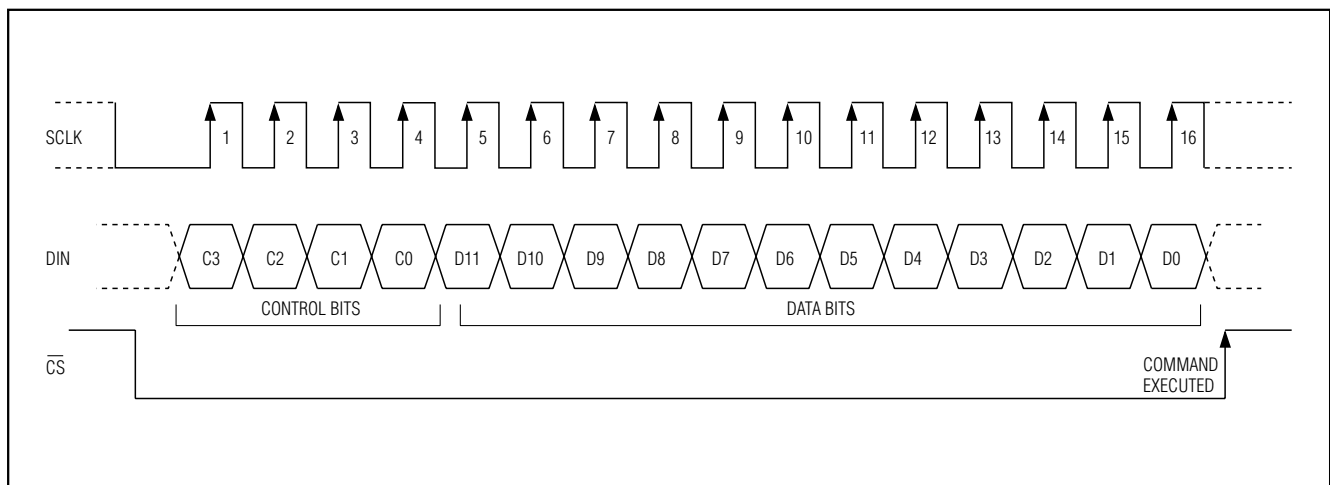 SCLK 1 2 3 4 5 6 7 8 9 10 11 12 13 14 15 16
DIN C3 C2 C1 C0 D11 D10 D9 D8 D7 D6 D5 D4 D3 D2 D1 D0
CONTROL BITS DATA BITS
C̅S̅
COMMAND
EXECUTED